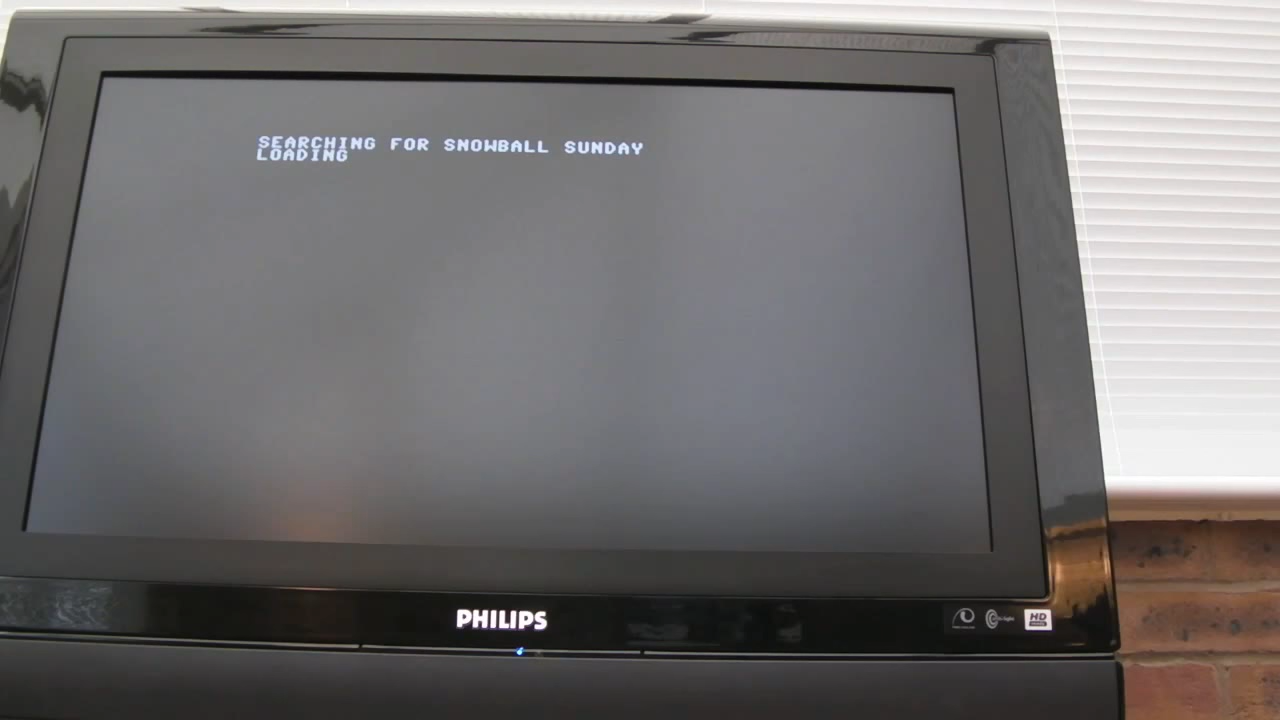 SEARCHING FOR SNOWBALL SUNDAY
LOADING
PHILIPS
HD